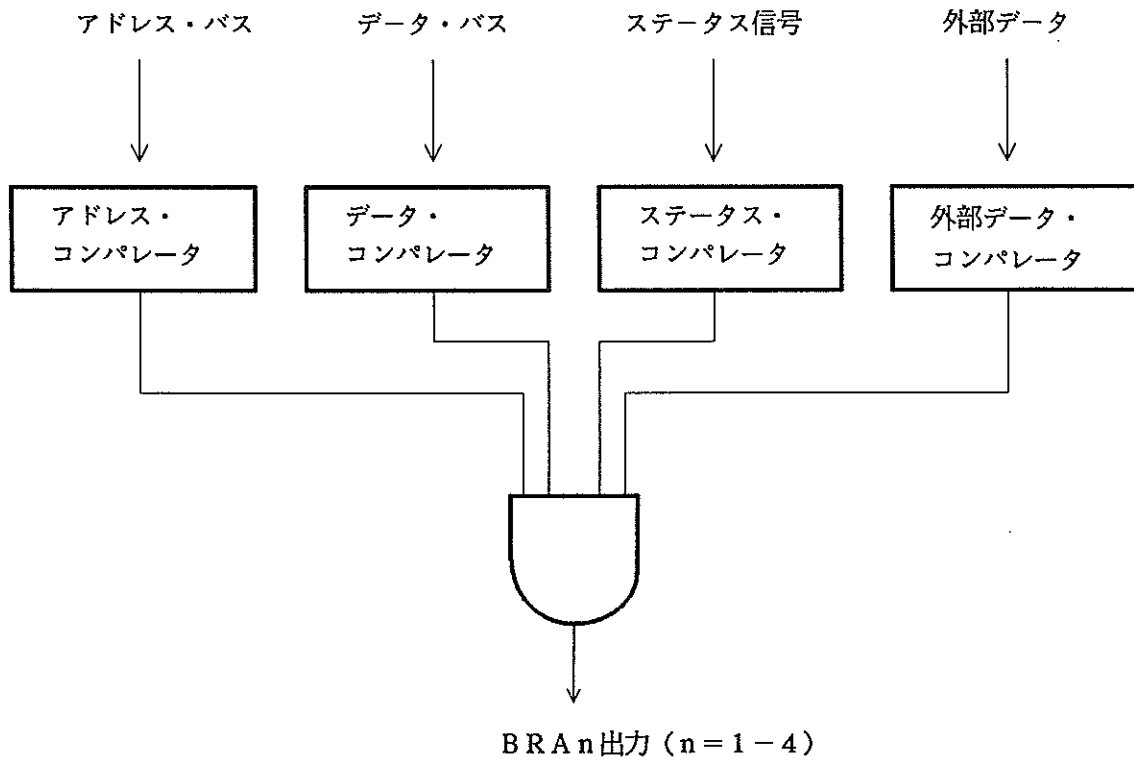 アドレス・バス
データ・バス
ステータス信号
外部データ
アドレス・
コンパレータ
データ・
コンパレータ
ステータス・
コンパレータ
外部データ・
コンパレータ
BRAn出力(n=1-4)